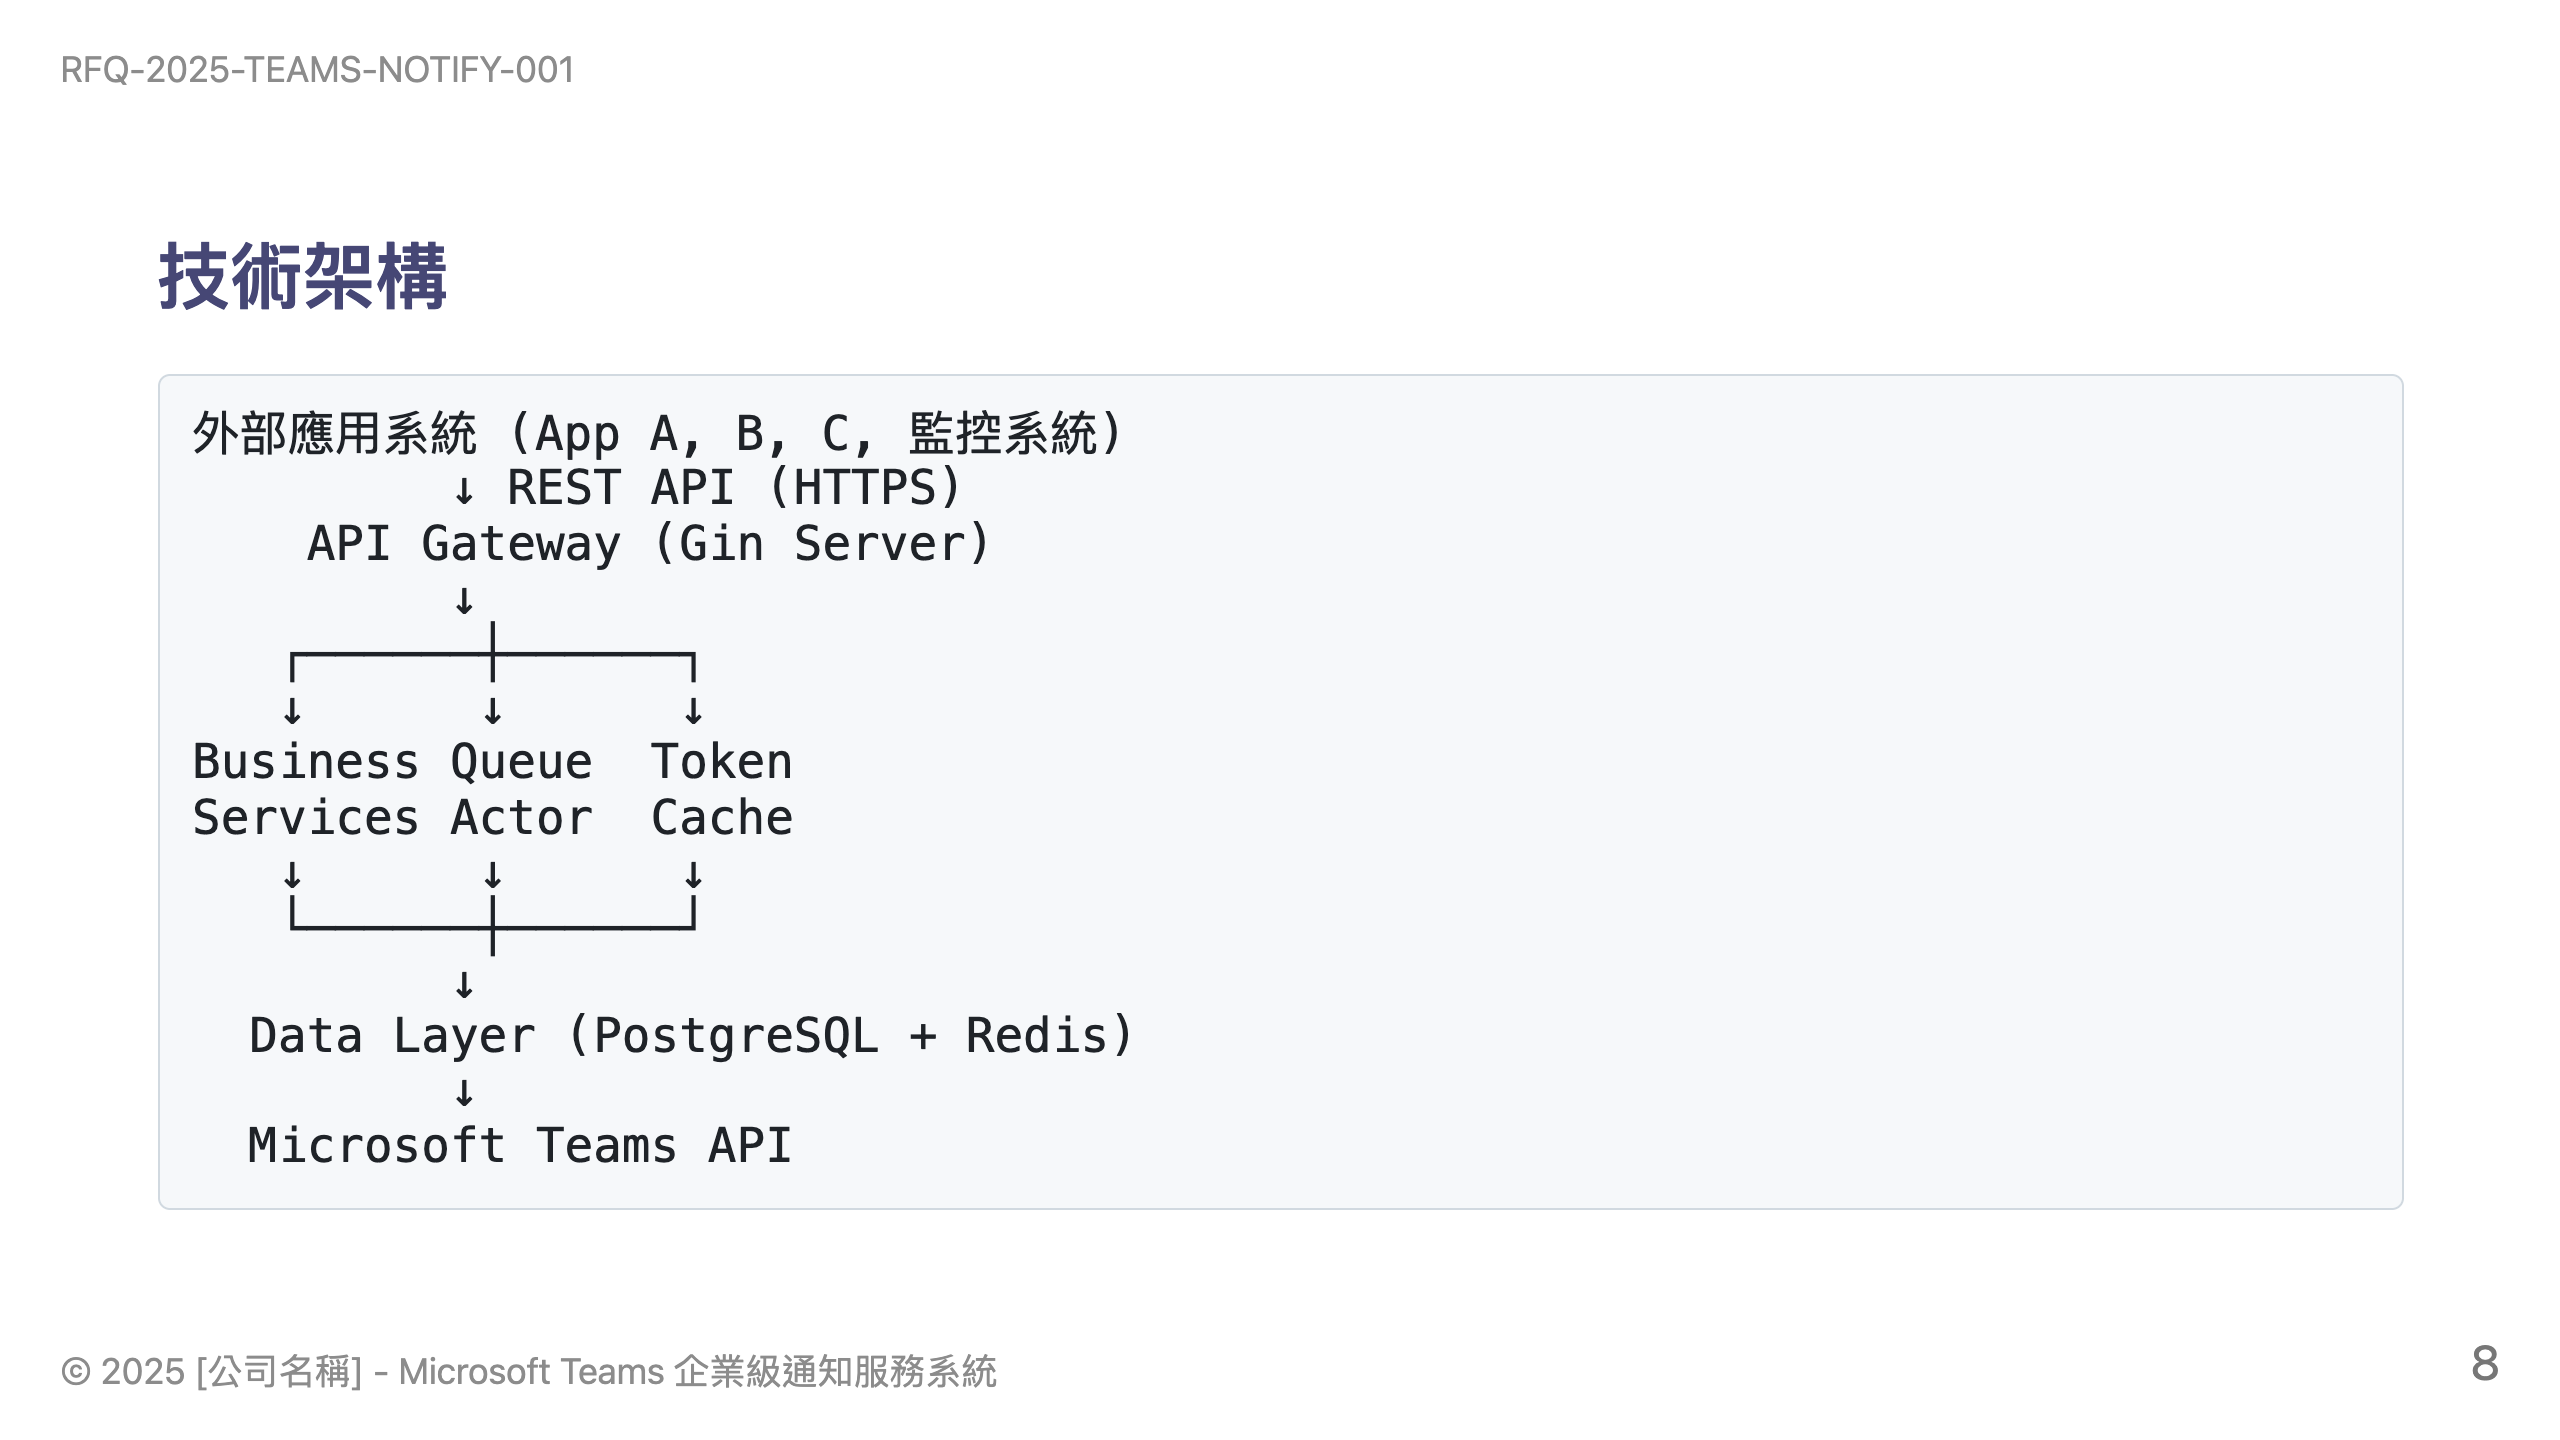 RFQ-2025-TEAMS-NOTIFY-001
技術架構
外部應用系統 (App A, B, C, 監控系統)
↓ REST API (HTTPS)
API Gateway (Gin Server)
↓
┌──────┼──────┐
↓ ↓ ↓
Business Queue Token
Services Actor Cache
↓ ↓ ↓
└──────┼──────┘
↓
Data Layer (PostgreSQL + Redis)
↓
Microsoft Teams API
© 2025 [公司名稱] - Microsoft Teams 企業級通知服務系統
8